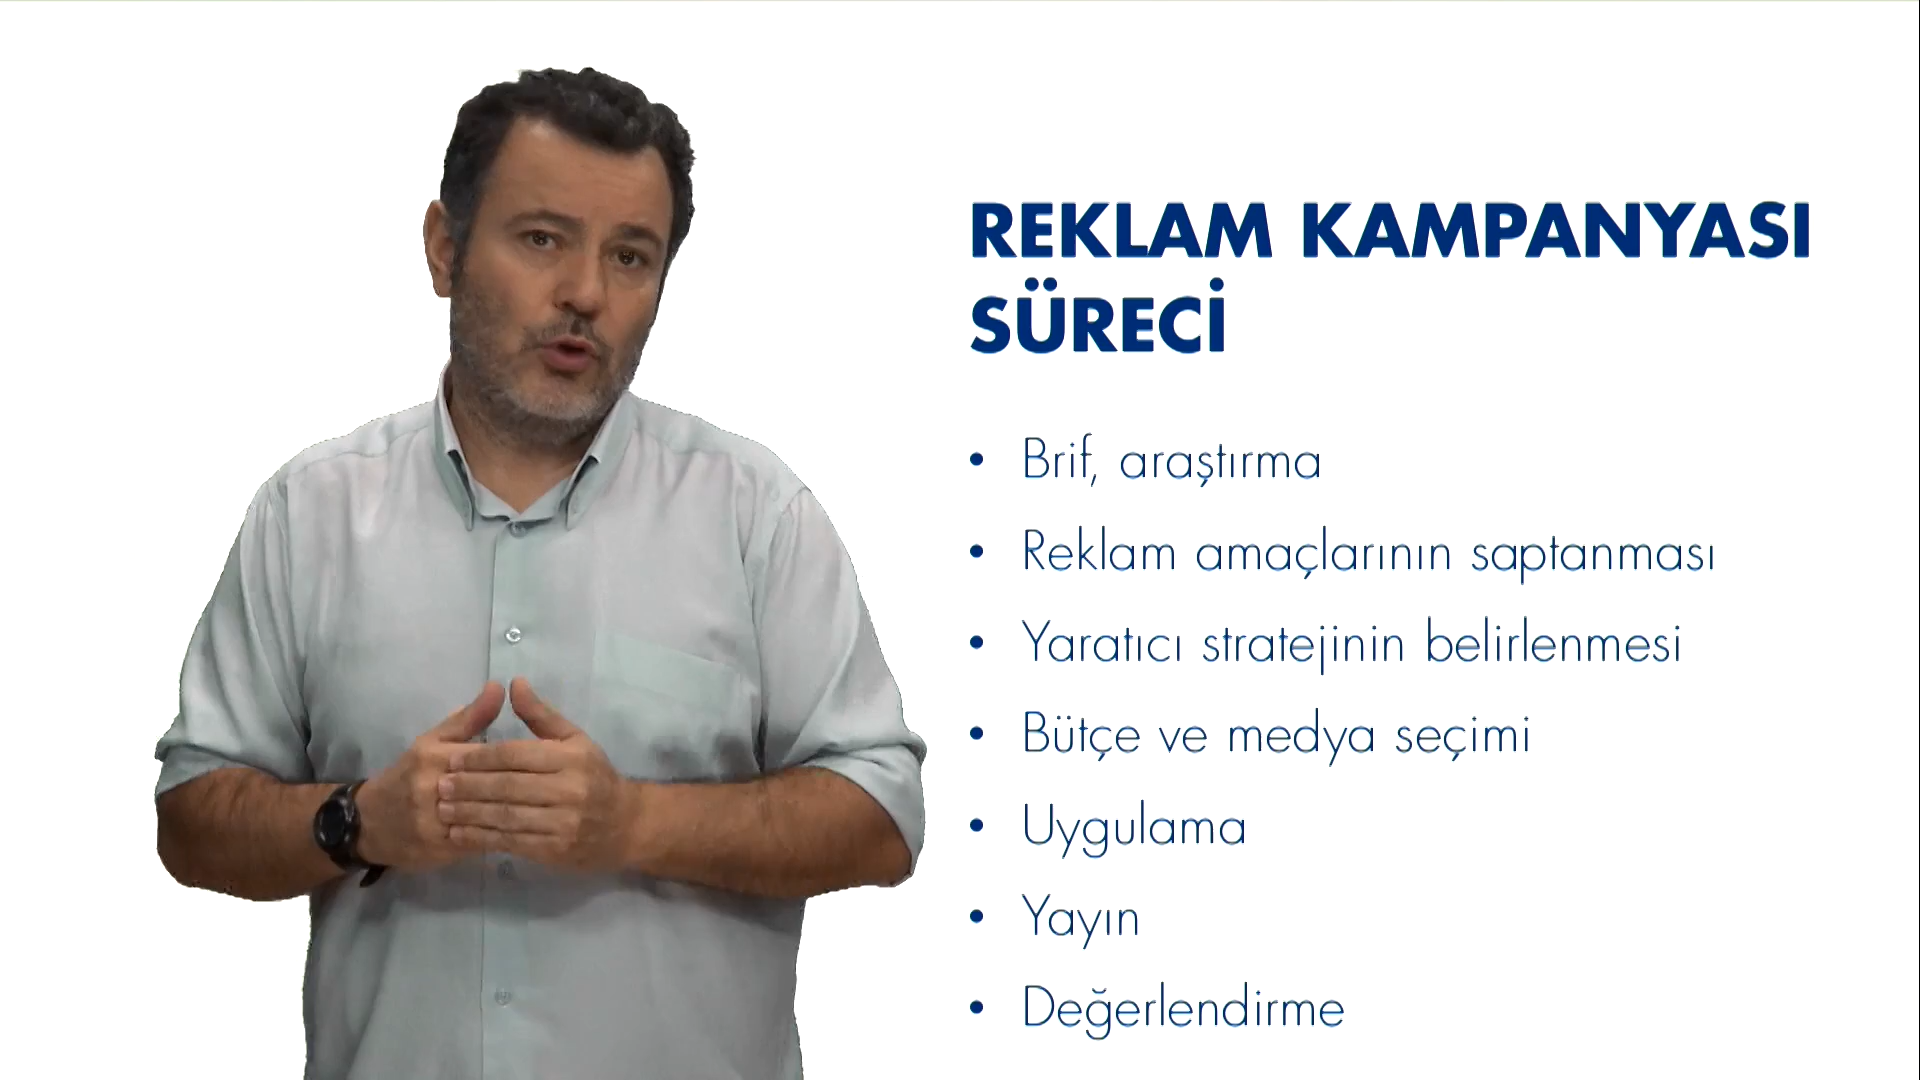 REKLAM KAMPANYASI
SÜRECİ
• Brif, araştırma
• Reklam amaçlarının saptanması
• Yaratıcı stratejinin belirlenmesi
• Bütçe ve medya seçimi
• Uygulama
• Yayın
• Değerlendirme